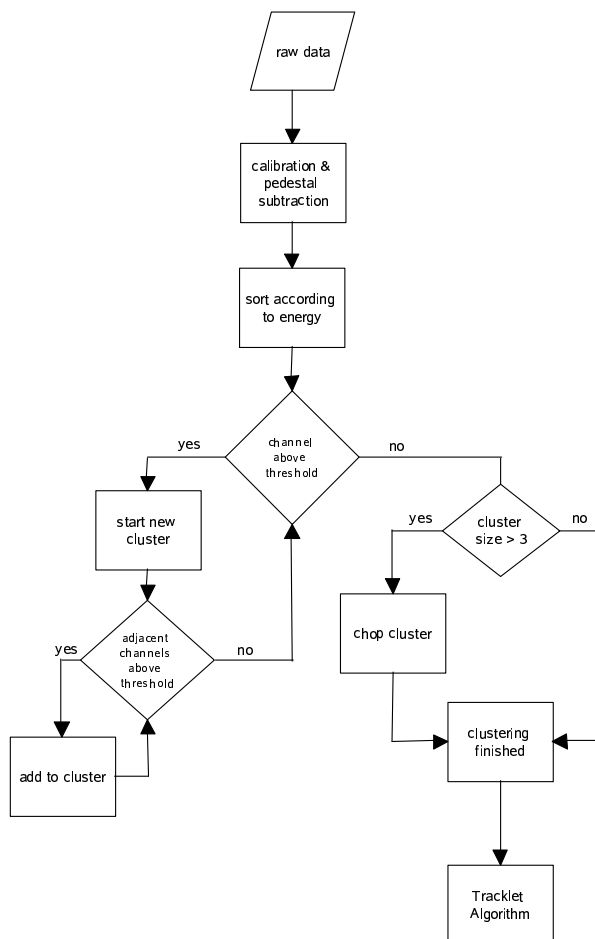 raw data
calibration &
pedestal
subtraction
sort according
to energy
channel
above
threshold
yes
no
start new
cluster
cluster
size > 3
yes
no
adjacent
channels
above
threshold
yes
no
chop cluster
add to cluster
clustering
finished
Tracklet
Algorithm